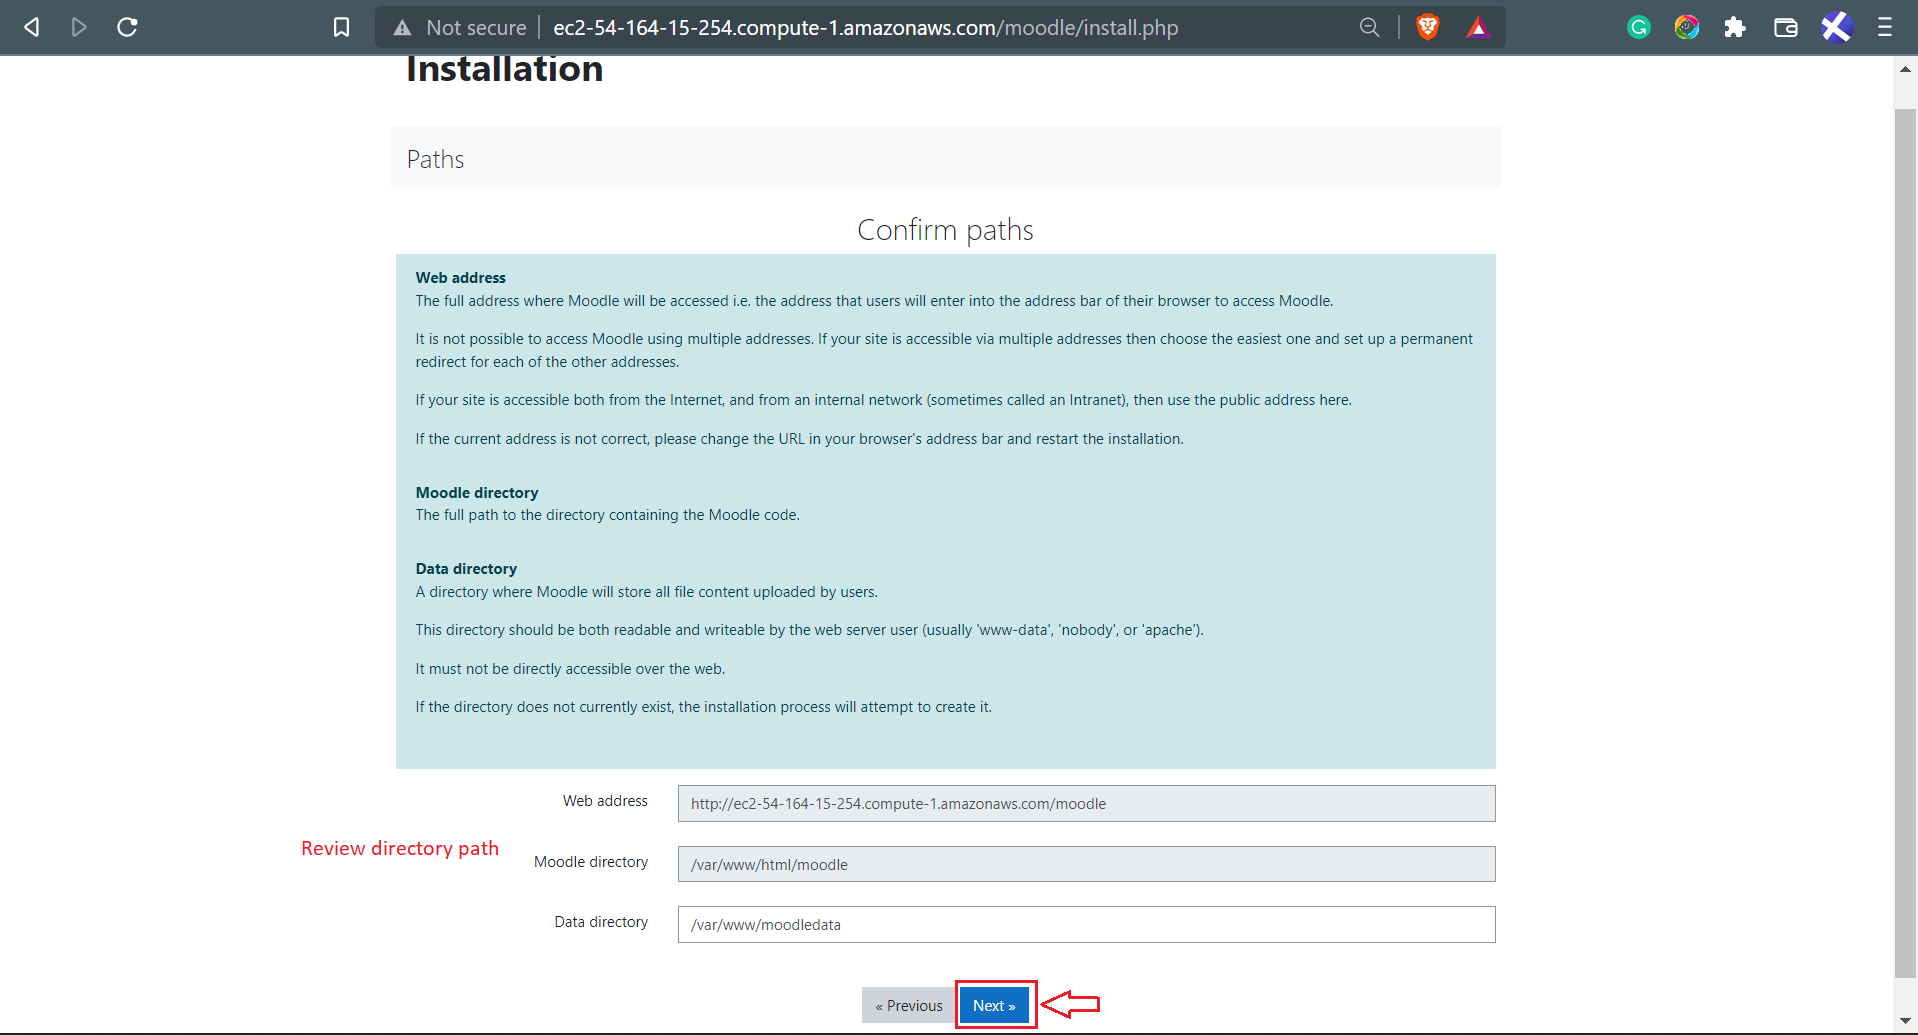 Not secure | ec2-54-164-15-254.compute-1.amazonaws.com/moodle/install.php
Installation
Paths
Confirm paths
Web address
The full address where Moodle will be accessed i.e. the address that users will enter into the address bar of their browser to access Moodle.
It is not possible to access Moodle using multiple addresses. If your site is accessible via multiple addresses then choose the easiest one and set up a permanent
redirect for each of the other addresses.
If your site is accessible both from the Internet, and from an internal network (sometimes called an Intranet), then use the public address here.
If the current address is not correct, please change the URL in your browser's address bar and restart the installation.
Moodle directory
The full path to the directory containing the Moodle code.
Data directory
A directory where Moodle will store all file content uploaded by users.
This directory should be both readable and writeable by the web server user (usually 'www-data', 'nobody', or 'apache').
It must not be directly accessible over the web.
If the directory does not currently exist, the installation process will attempt to create it.
Web address http://ec2-54-164-15-254.compute-1.amazonaws.com/moodle
Review directory path
Moodle directory /var/www/html/moodle
Data directory /var/www/moodledata
« Previous Next »